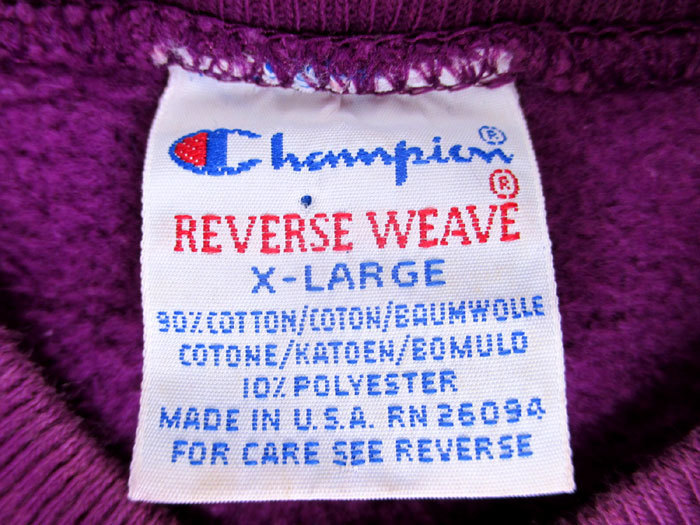 Champion®
REVERSE WEAVE®
X-LARGE
90% COTTON/COTON/BAUMWOLLE
COTONE/KATOEN/BOMULD
10% POLYESTER
MADE IN U.S.A. RN 26094
FOR CARE SEE REVERSE